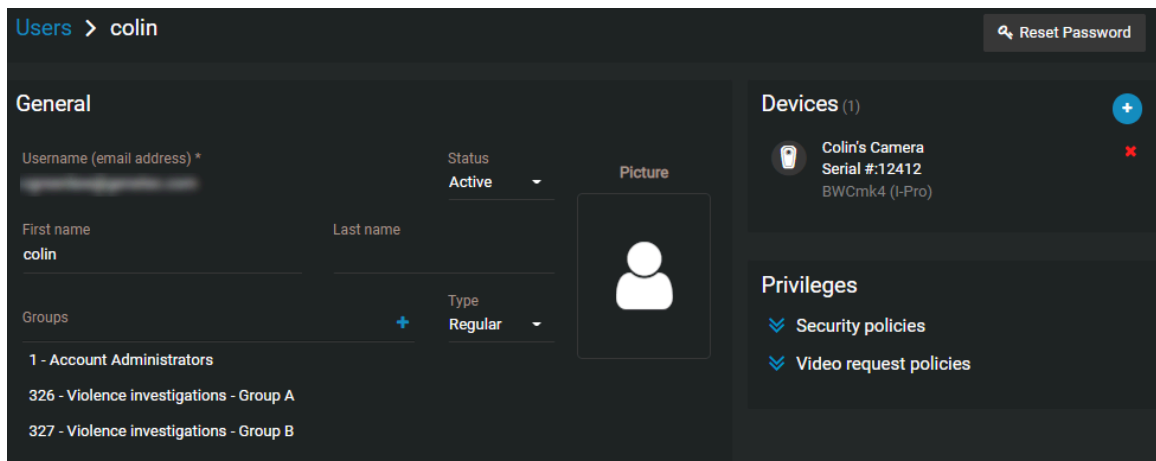 Users > colin
Reset Password
General
Username (email address) *
Status
Active
Picture
First name
colin
Last name
Groups
Type
Regular
1 - Account Administrators
326 - Violence investigations - Group A
327 - Violence investigations - Group B
Devices (1)
Colin's Camera
Serial #:12412
BWCmk4 (I-Pro)
Privileges
Security policies
Video request policies